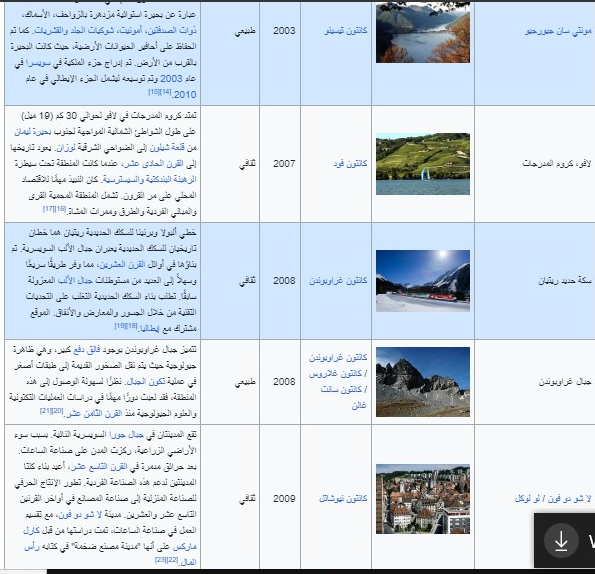 عبارة عن بحيرة استوائية مزدهرة بالزواحف، الأسماك،
مونتي سان جيورجيو
كانتون تيسينو
2003
طبيعي
ذوات الصدفتين، أمونيت، شوكيات الجلد والقشريات. كما تم
الحفاظ على أحافير الحيوانات الأرضية، حيث كانت البحيرة
بالقرب من الأرض. تم إدراج جزء الملكية في سويسرا في
عام 2003 وتم توسيعه ليشمل الجزء الإيطالي في عام
2010.[14][15]
لافو، كروم المدرجات
كانتون فود
2007
ثقافي
تمتد كروم المدرجات في لافو لحوالي 30 كم (19 ميل)
على طول الشواطئ الشمالية المواجهة لجنوب بحيرة ليمان
من قلعة شيلون إلى الضواحي الشرقية لوزان. يعود تاريخها
إلى القرن الحادي عشر، عندما كانت المنطقة تحت سيطرة
الرهبنة البندكتية والسيسترسية. كان النبيذ مهمًا للاقتصاد
المحلي على مر القرون. تشمل المنطقة المحمية القرى
والمباني الفردية والطرق وممرات المشاة.[16][17]
سكة حديد ريتيان
كانتون غراوبوندن
2008
ثقافي
خطي ألبولا وبرنينا للسكك الحديدية ريتيان هما خطان
تاريخيان للسكك الحديدية يعبران جبال الألب السويسرية. تم
بناؤها في أوائل القرن العشرين، مما وفر طريقًا سريعًا
وسهلاً إلى العديد من مستوطنات جبال الألب المعزولة
سابقًا. تطلب بناء السكك الحديدية التغلب على التحديات
التقنية من خلال الجسور والمعارض والأنفاق. الموقع
مشترك مع إيطاليا.[18][19]
جبال غراوبوندن
كانتون غراوبوندن
/ كانتون غلاروس
/ كانتون سانت
غالن
2008
طبيعي
تتميز جبال غراوبوندن بوجود فالق دفع كبير، وهي ظاهرة
جيولوجية حيث يتم نقل الصخور القديمة إلى طبقات أصغر
في عملية تكون الجبال. نظرًا لسهولة الوصول إلى هذه
المنطقة، فقد لعبت دورًا مهمًا في دراسات العمليات التكتونية
والعلوم الجيولوجية منذ القرن الثامن عشر.[20][21]
لا شو دو فون / لو لوكل
كانتون نيوشاتل
2009
ثقافي
تقع المدينتان في جبال جورا السويسرية النائية. بسبب سوء
الأراضي الزراعية، ركزت المدن على صناعة الساعات.
بعد حرائق مدمرة في القرن التاسع عشر، أعيد بناء كلتا
المدينتين لدعم هذه الصناعة الفردية. تطور الإنتاج الحرفي
للصناعة المنزلية إلى صناعة المصانع في أواخر القرنين
التاسع عشر والعشرين. مدينة لا شو دو فون، مع تقسيم
العمل في صناعة الساعات، تمت دراستها من قبل كارل
ماركس على أنها "مدينة مصنع ضخمة" في كتابه رأس
المال.[22][23]